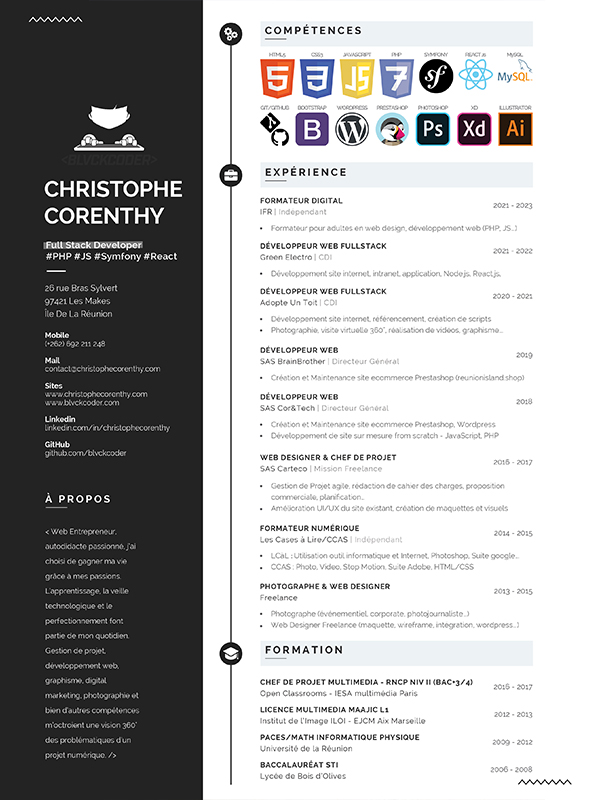 <BLVCKCODER>
CHRISTOPHE
CORENTHY
Full Stack Developer
#PHP #JS #Symfony #React
26 rue Bras Sylvert
97421 Les Makes
Île De La Réunion
Mobile
(+262) 692 211 248
Mail
contact@christophecorenthy.com
Sites
www.christophecorenthy.com
www.blvckcoder.com
Linkedin
linkedin.com/in/christophecorenthy
GitHub
github.com/blvckcoder
À PROPOS
< Web Entrepreneur,
autodidacte passionné, j'ai
choisi de gagner ma vie
grâce à mes passions.
L'apprentissage, la veille
technologique et le
perfectionnement font
partie de mon quotidien.
Gestion de projet,
développement web,
graphisme, digital
marketing, photographie et
bien d'autres compétences
m'octroient une vision 360°
des problématiques d'un
projet numérique. />
COMPÉTENCES
HTML5 CSS3 JAVASCRIPT PHP SYMFONY REACTJS MySQL
5 3 JS 7 sf MySQL
GIT/GITHUB BOOTSTRAP WORDPRESS PRESTASHOP PHOTOSHOP XD ILLUSTRATOR
B W Ps Xd Ai
EXPÉRIENCE
FORMATEUR DIGITAL
IFR | Indépendant 2021 - 2023
• Formateur pour adultes en web design, développement web (PHP, JS...)
DÉVELOPPEUR WEB FULLSTACK
Green Electro | CDI 2021 - 2022
• Développement site internet, intranet, application, Node.js, React.js,
DÉVELOPPEUR WEB FULLSTACK
Adopte Un Toit | CDI 2020 - 2021
• Développement site internet, référencement, création de scripts
• Photographie, visite virtuelle 360°, réalisation de vidéos, graphisme...
DÉVELOPPEUR WEB
SAS BrainBrother | Directeur Général 2019
• Création et Maintenance site ecommerce Prestashop (reunionisland.shop)
DÉVELOPPEUR WEB
SAS Cor&Tech | Directeur Général 2018
• Création et Maintenance site ecommerce Prestashop, Wordpress
• Développement de site sur mesure from scratch - JavaScript, PHP
WEB DESIGNER & CHEF DE PROJET
SAS Carteco | Mission Freelance 2016 - 2017
• Gestion de Projet agile, rédaction de cahier des charges, proposition
commerciale, planification...
• Amélioration UI/UX du site existant, création de maquettes et visuels
FORMATEUR NUMÉRIQUE
Les Cases à Lire/CCAS | Indépendant 2014 - 2015
• LCaL : Utilisation outil informatique et Internet, Photoshop, Suite google...
• CCAS : Photo, Video, Stop Motion, Suite Adobe, HTML/CSS
PHOTOGRAPHE & WEB DESIGNER
Freelance 2013 - 2015
• Photographe (événementiel, corporate, photojournaliste...)
• Web Designer Freelance (maquette, wireframe, integration, wordpress...)
FORMATION
CHEF DE PROJET MULTIMEDIA - RNCP NIV II (BAC+3/4)
Open Classrooms - IESA multimédia Paris 2016 - 2017
LICENCE MULTIMEDIA MAAJIC L1
Institut de l'Image ILOI - EJCM Aix Marseille 2012 - 2013
PACES/MATH INFORMATIQUE PHYSIQUE
Université de la Réunion 2009 - 2012
BACCALAURÉAT STI
Lycée de Bois d'Olives 2006 - 2008